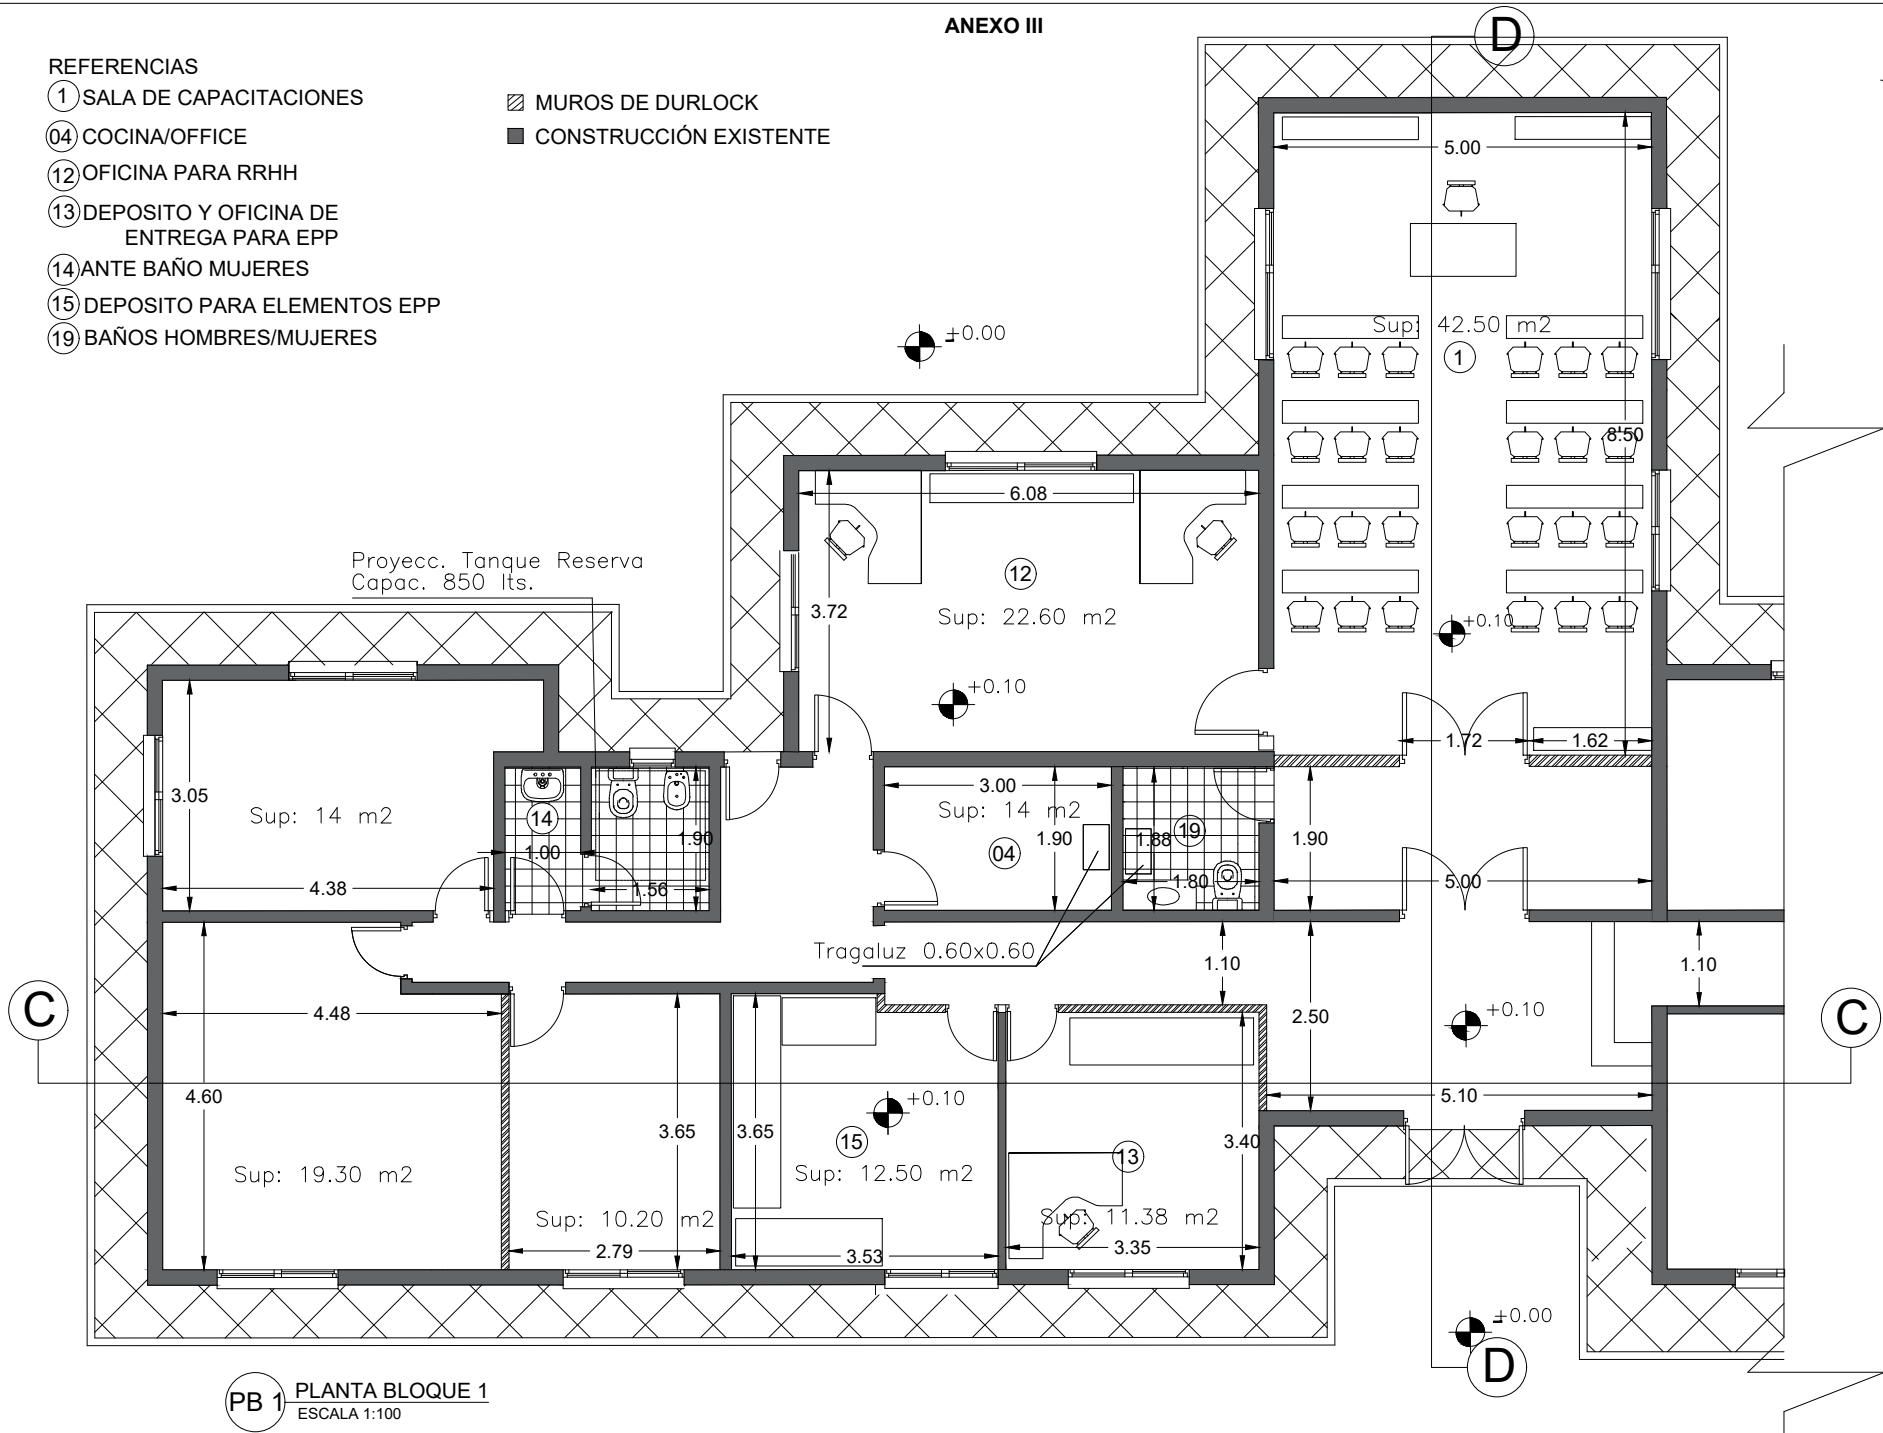 ANEXO III
D
REFERENCIAS
1 SALA DE CAPACITACIONES
04 COCINA/OFFICE
12 OFICINA PARA RRHH
13 DEPOSITO Y OFICINA DE
ENTREGA PARA EPP
14 ANTE BAÑO MUJERES
15 DEPOSITO PARA ELEMENTOS EPP
19 BAÑOS HOMBRES/MUJERES
MUROS DE DURLOCK
CONSTRUCCIÓN EXISTENTE
5.00
Sup: 42.50 m2
1
±0.00
8.50
6.08
Proyecc. Tanque Reserva
Capac. 850 lts.
12
3.72
Sup: 22.60 m2
+0.10
+0.10
1.72
1.62
3.05
Sup: 14 m2
14
1.00
1.90
1.56
4.38
3.00
Sup: 14 m2
1.90
04
1.88
19
1.80
1.90
5.00
Tragaluz 0.60x0.60
1.10
1.10
C
4.48
2.50
+0.10
C
4.60
5.10
+0.10
3.65
3.65
15
3.40
13
Sup: 19.30 m2
Sup: 12.50 m2
Sup: 10.20 m2
Sup: 11.38 m2
2.79
3.53
3.35
±0.00
D
PB 1 PLANTA BLOQUE 1
ESCALA 1:100